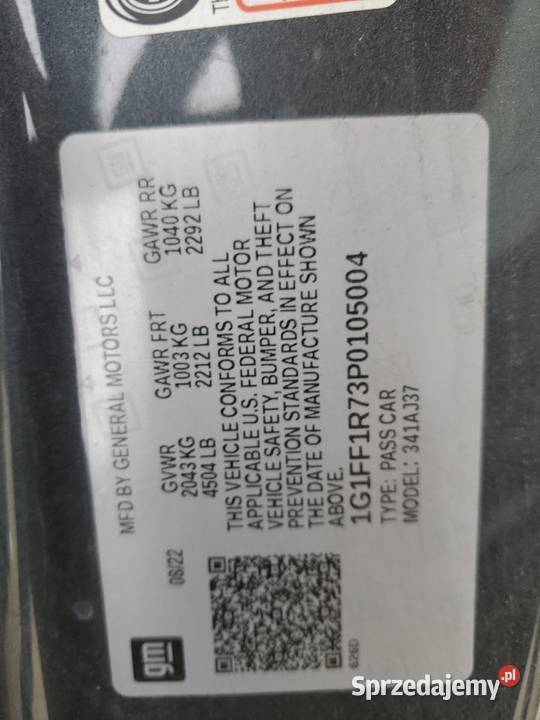 TH
gm
MFD BY GENERAL MOTORS LLC
08/22
GVWR GAWR FRT GAWR RR
2043 KG 1003 KG 1040 KG
4504 LB 2212 LB 2292 LB
THIS VEHICLE CONFORMS TO ALL
APPLICABLE U.S. FEDERAL MOTOR
VEHICLE SAFETY, BUMPER, AND THEFT
PREVENTION STANDARDS IN EFFECT ON
THE DATE OF MANUFACTURE SHOWN
ABOVE.
1G1FF1R73P0105004
TYPE: PASS CAR
MODEL: 341AJ37
626D
Sprzedajemy.pl